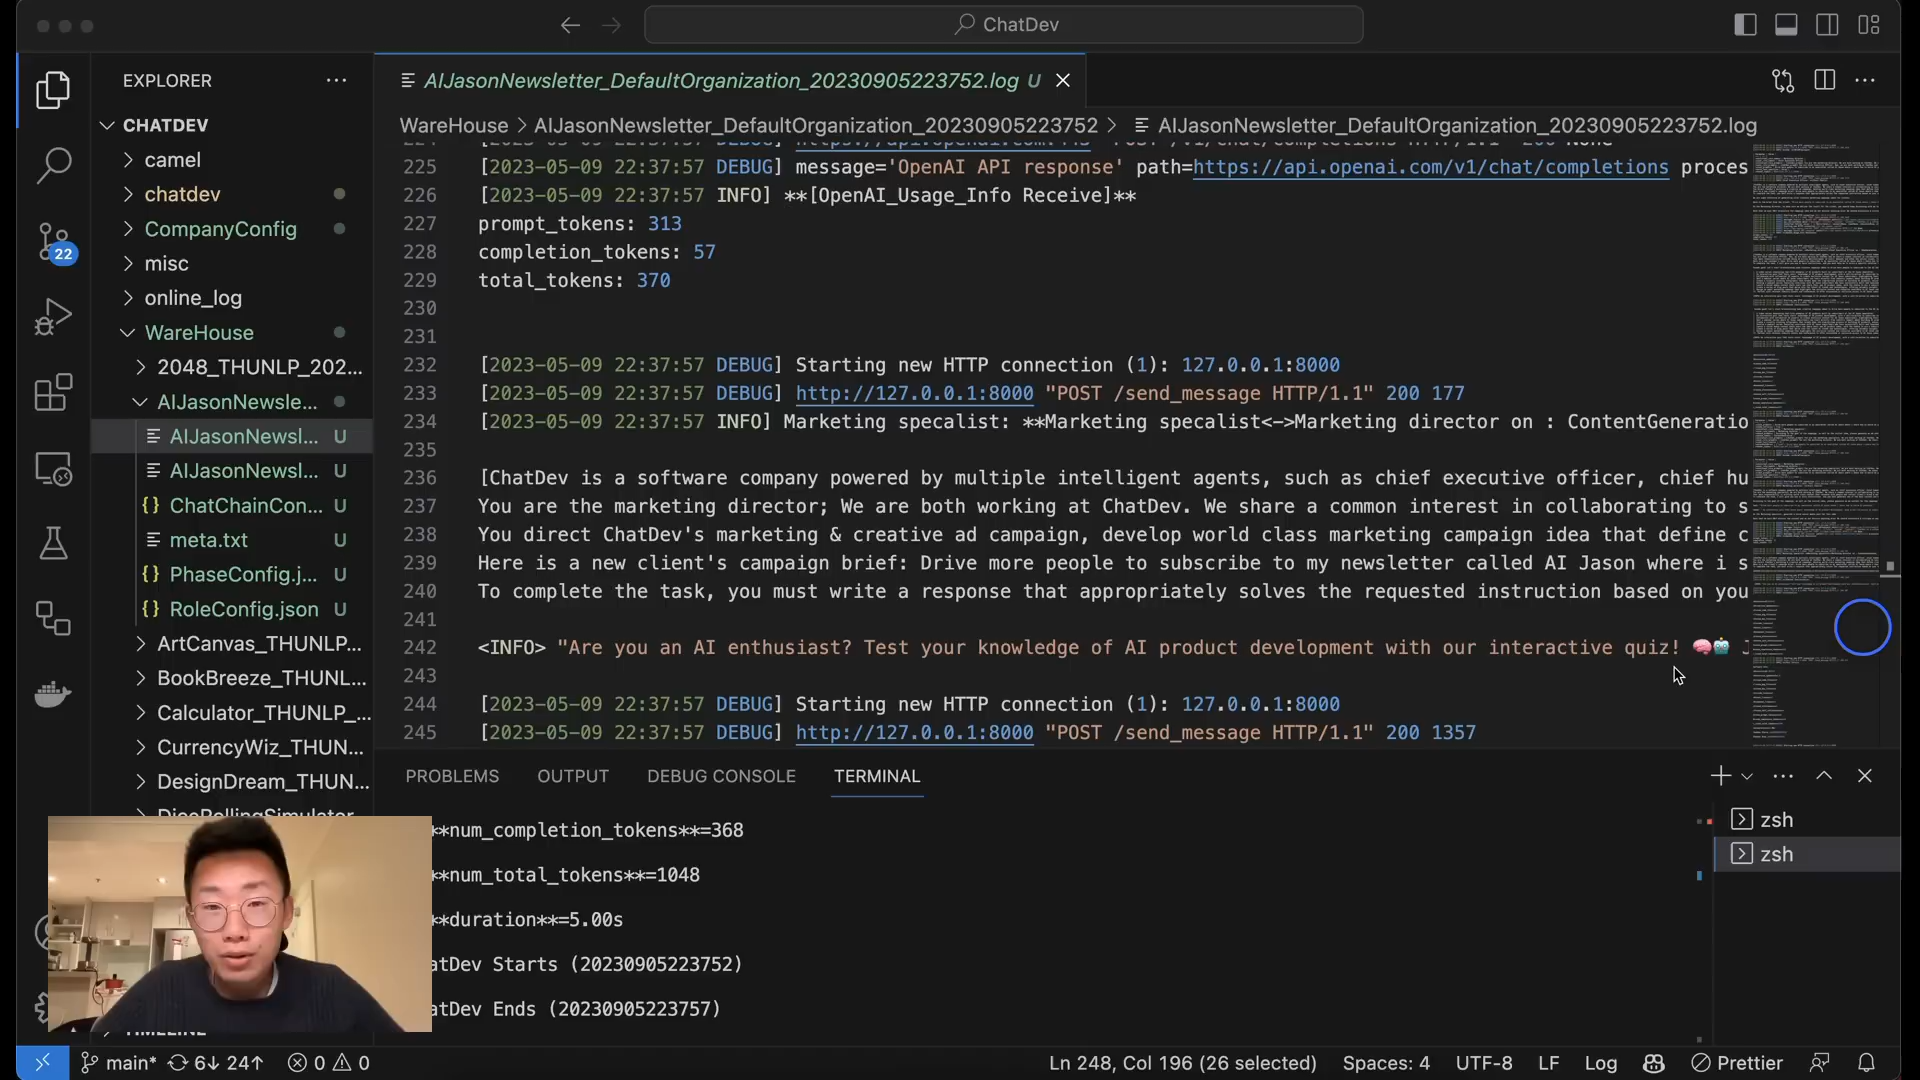 ChatDev
EXPLORER
AIJasonNewsletter_DefaultOrganization_20230905223752.log U
CHATDEV
WareHouse > AIJasonNewsletter_DefaultOrganization_20230905223752 > AIJasonNewsletter_DefaultOrganization_20230905223752.log
camel
chatdev
CompanyConfig
misc
online_log
WareHouse
2048_THUNLP_202...
AIJasonNewsle...
AIJasonNewsl... U
AIJasonNewsl... U
ChatChainCon... U
meta.txt U
PhaseConfig.j... U
RoleConfig.json U
ArtCanvas_THUNLP...
BookBreeze_THUNL...
Calculator_THUNLP_...
CurrencyWiz_THUN...
DesignDream_THUN...
22
225 [2023-05-09 22:37:57 DEBUG] message='OpenAI API response' path=https://api.openai.com/v1/chat/completions proces
226 [2023-05-09 22:37:57 INFO] **[OpenAI_Usage_Info Receive]**
227 prompt_tokens: 313
228 completion_tokens: 57
229 total_tokens: 370
230
231
232 [2023-05-09 22:37:57 DEBUG] Starting new HTTP connection (1): 127.0.0.1:8000
233 [2023-05-09 22:37:57 DEBUG] http://127.0.0.1:8000 "POST /send_message HTTP/1.1" 200 177
234 [2023-05-09 22:37:57 INFO] Marketing specalist: **Marketing specalist<->Marketing director on : ContentGeneratio
235
236 [ChatDev is a software company powered by multiple intelligent agents, such as chief executive officer, chief hu
237 You are the marketing director; We are both working at ChatDev. We share a common interest in collaborating to s
238 You direct ChatDev's marketing & creative ad campaign, develop world class marketing campaign idea that define c
239 Here is a new client's campaign brief: Drive more people to subscribe to my newsletter called AI Jason where i s
240 To complete the task, you must write a response that appropriately solves the requested instruction based on you
241
242 <INFO> "Are you an AI enthusiast? Test your knowledge of AI product development with our interactive quiz! 🧠🤖 J
243
244 [2023-05-09 22:37:57 DEBUG] Starting new HTTP connection (1): 127.0.0.1:8000
245 [2023-05-09 22:37:57 DEBUG] http://127.0.0.1:8000 "POST /send_message HTTP/1.1" 200 1357
PROBLEMS OUTPUT DEBUG CONSOLE TERMINAL
**num_completion_tokens**=368
**num_total_tokens**=1048
**duration**=5.00s
atDev Starts (20230905223752)
atDev Ends (20230905223757)
zsh
zsh
main* 6↓ 24↑ 0 0
Ln 248, Col 196 (26 selected) Spaces: 4 UTF-8 LF Log Prettier